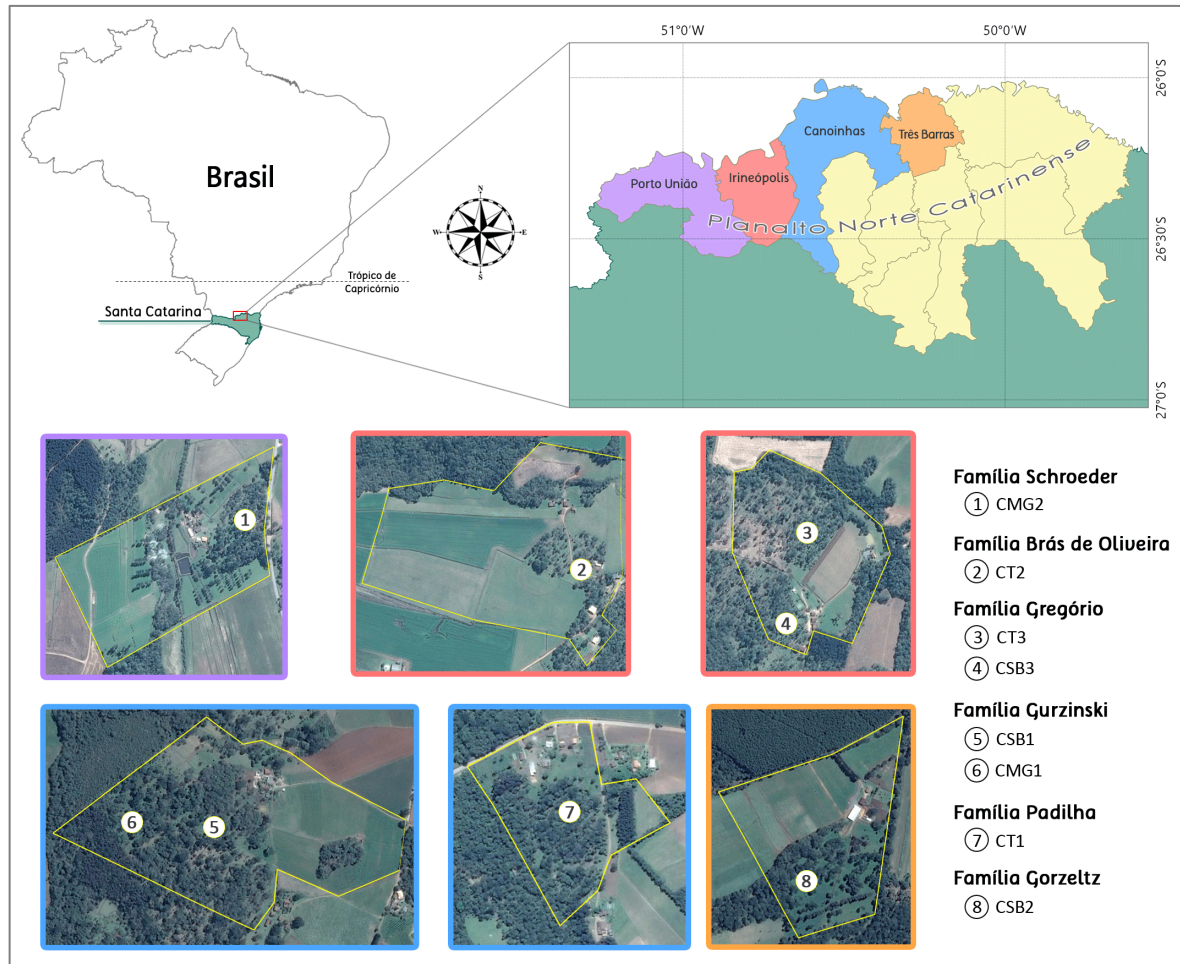 51°0'W
50°0'W
26°0'S
Brasil
Canoinhas
Três Barras
Irineópolis
Porto União
Planalto Norte Catarinense
N
W
E
S
26°30'S
Trópico de
Capricórnio
Santa Catarina
27°0'S
1
2
3
4
5
6
7
8
Família Schroeder
1 CMG2
Família Brás de Oliveira
2 CT2
Família Gregório
3 CT3
4 CSB3
Família Gurzinski
5 CSB1
6 CMG1
Família Padilha
7 CT1
Família Gorzeltz
8 CSB2